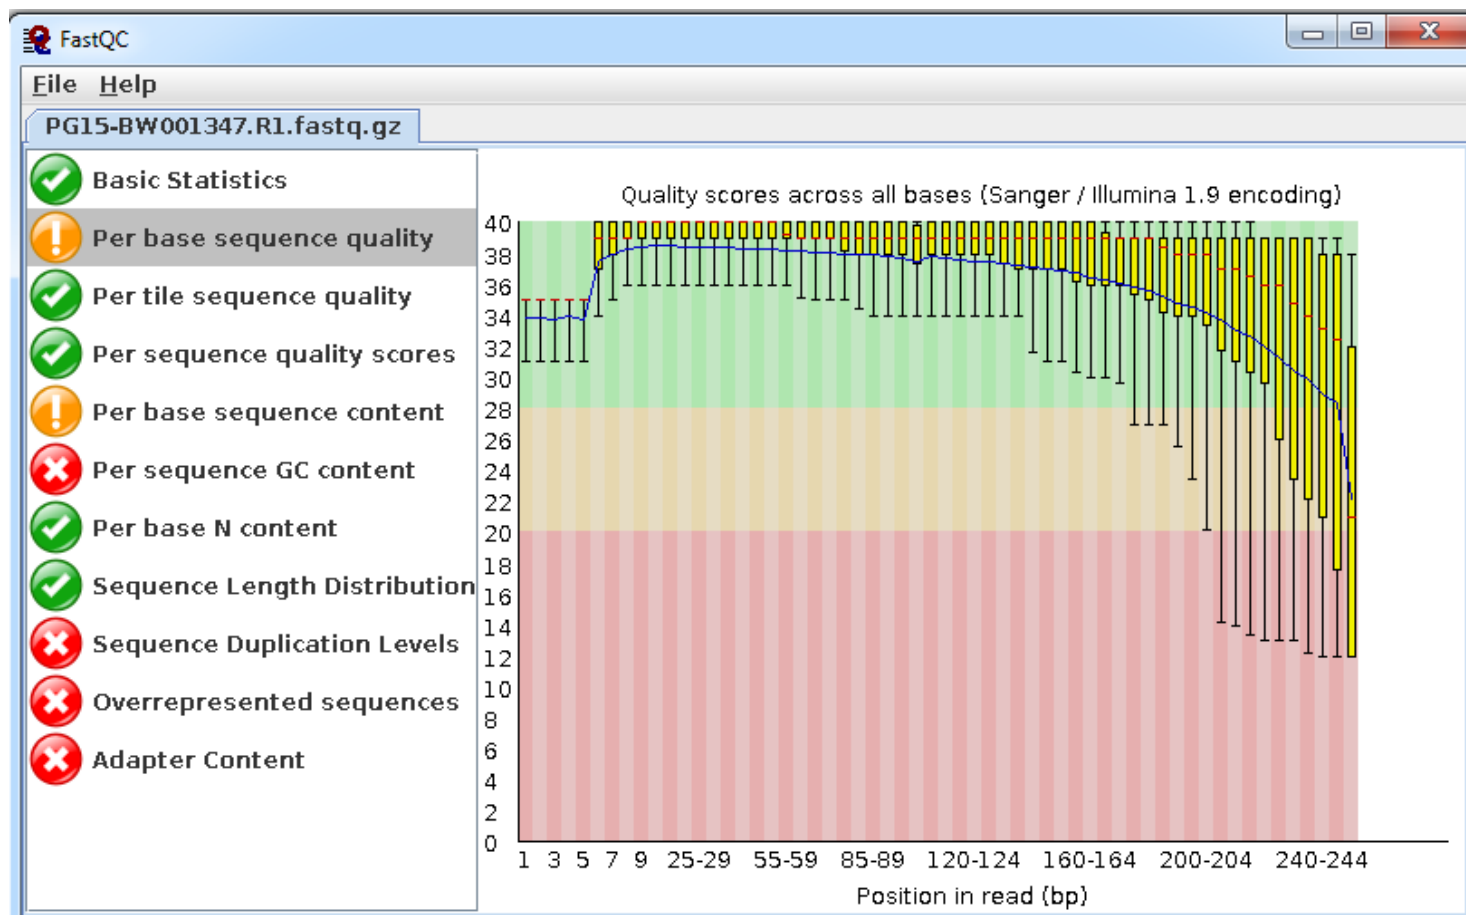 FastQC
File Help
PG15-BW001347.R1.fastq.gz
Basic Statistics
Per base sequence quality
Per tile sequence quality
Per sequence quality scores
Per base sequence content
Per sequence GC content
Per base N content
Sequence Length Distribution
Sequence Duplication Levels
Overrepresented sequences
Adapter Content
Quality scores across all bases (Sanger / Illumina 1.9 encoding)
40
38
36
34
32
30
28
26
24
22
20
18
16
14
12
10
8
6
4
2
0
1 3 5 7 9 25-29 55-59 85-89 120-124 160-164 200-204 240-244
Position in read (bp)